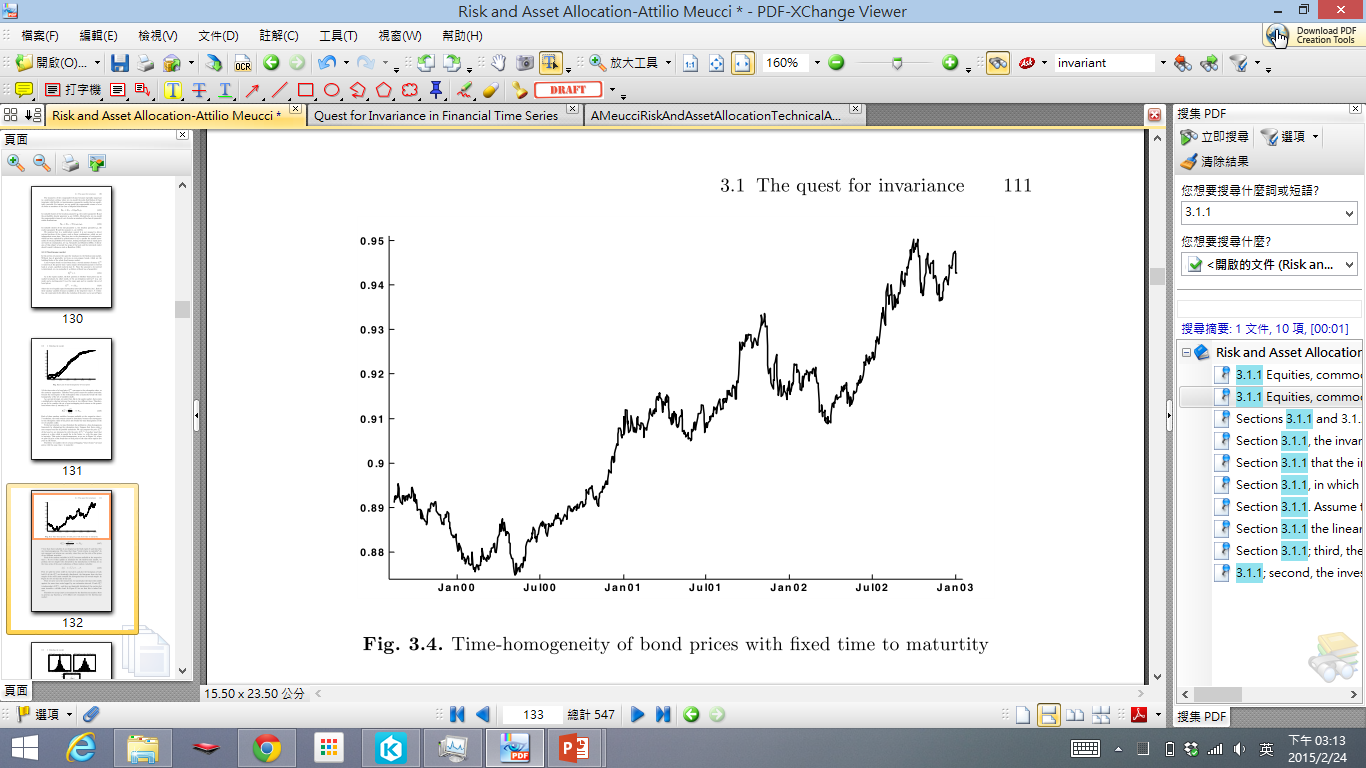 Risk and Asset Allocation-Attilio Meucci * - PDF-XChange Viewer
檔案(F) 編輯(E) 檢視(V) 文件(D) 註解(C) 工具(T) 視窗(W) 幫助(H)
Download PDF
Creation Tools
開啟(O)... OCR 放大工具 1:1 160% invariant
打字機 T T T DRAFT
Risk and Asset Allocation-Attilio Meucci * Quest for Invariance in Financial Time Series AMeucciRiskAndAssetAllocationTechnicalA...
頁面
130
131
132
頁面
3.1 The quest for invariance 111
0.95
0.94
0.93
0.92
0.91
0.9
0.89
0.88
Jan00 Jul00 Jan01 Jul01 Jan02 Jul02 Jan03
Fig. 3.4. Time-homogeneity of bond prices with fixed time to maturtity
15.50 x 23.50 公分
選項 133 總計 547
搜集 PDF
立即搜尋 選項
清除結果
您想要搜尋什麼詞或短語?
3.1.1
您想要搜尋什麼?
<開啟的文件 (Risk an...
搜尋摘要: 1 文件, 10 項, [00:01]
Risk and Asset Allocation
3.1.1 Equities, commo
3.1.1 Equities, commo
Sections 3.1.1 and 3.1.
Section 3.1.1, the invar
Section 3.1.1 that the i
Section 3.1.1, in which
Section 3.1.1. Assume t
Section 3.1.1 the linear
Section 3.1.1; third, the
3.1.1; second, the inves
搜集 PDF
PDF
英
下午 03:13
2015/2/24